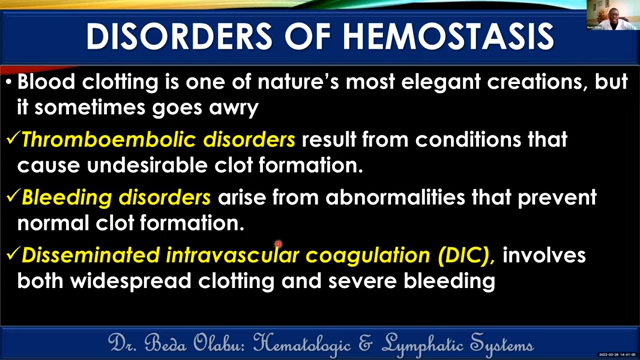 DISORDERS OF HEMOSTASIS
• Blood clotting is one of nature's most elegant creations, but
it sometimes goes awry
✓Thromboembolic disorders result from conditions that
cause undesirable clot formation.
✓Bleeding disorders arise from abnormalities that prevent
normal clot formation.
✓Disseminated intravascular coagulation (DIC), involves
both widespread clotting and severe bleeding
Dr. Beda Olabu: Hematologic & Lymphatic Systems